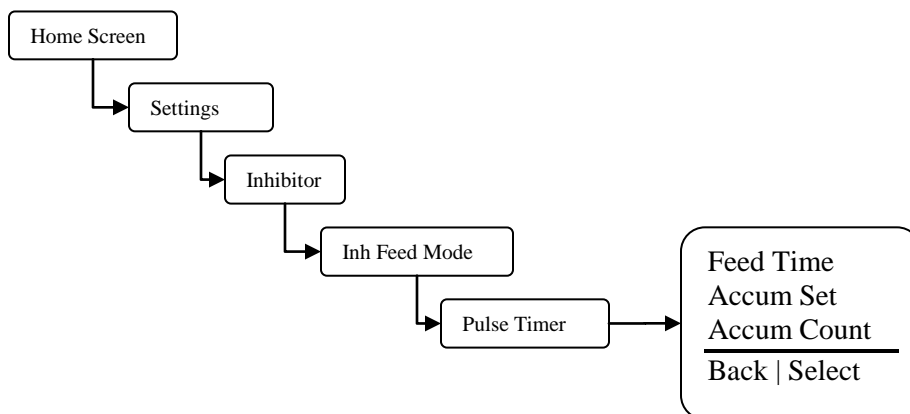 Home Screen
Settings
Inhibitor
Inh Feed Mode
Pulse Timer
Feed Time
Accum Set
Accum Count
Back | Select